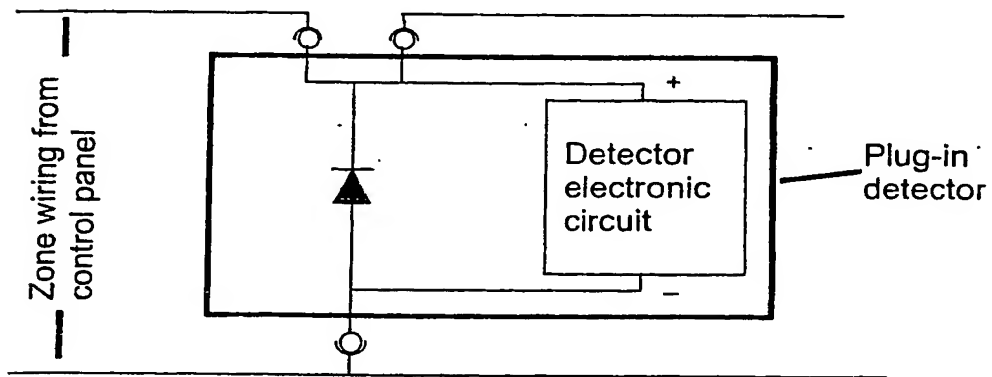 Zone wiring from
control panel
+
Detector
electronic
circuit
−
Plug-in
detector